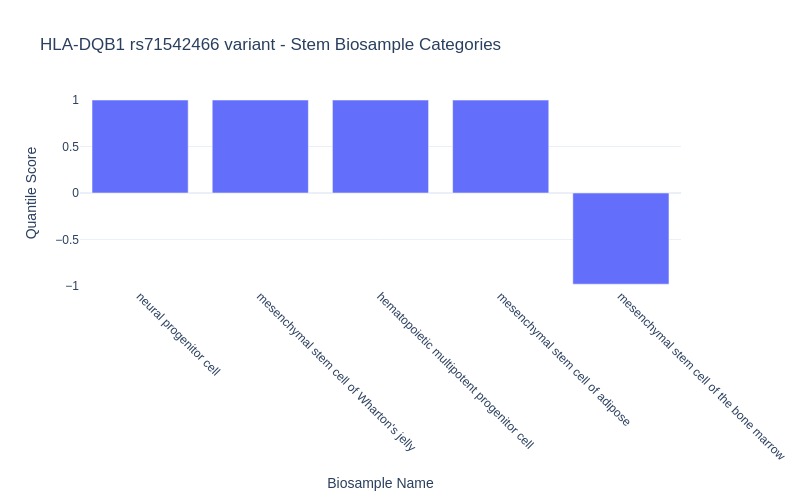 HLA-DQB1 rs71542466 variant - Stem Biosample Categories
Quantile Score
1
0.5
0
−0.5
−1
neural progenitor cell
mesenchymal stem cell of Wharton's jelly
hematopoietic multipotent progenitor cell
mesenchymal stem cell of adipose
mesenchymal stem cell of the bone marrow
Biosample Name